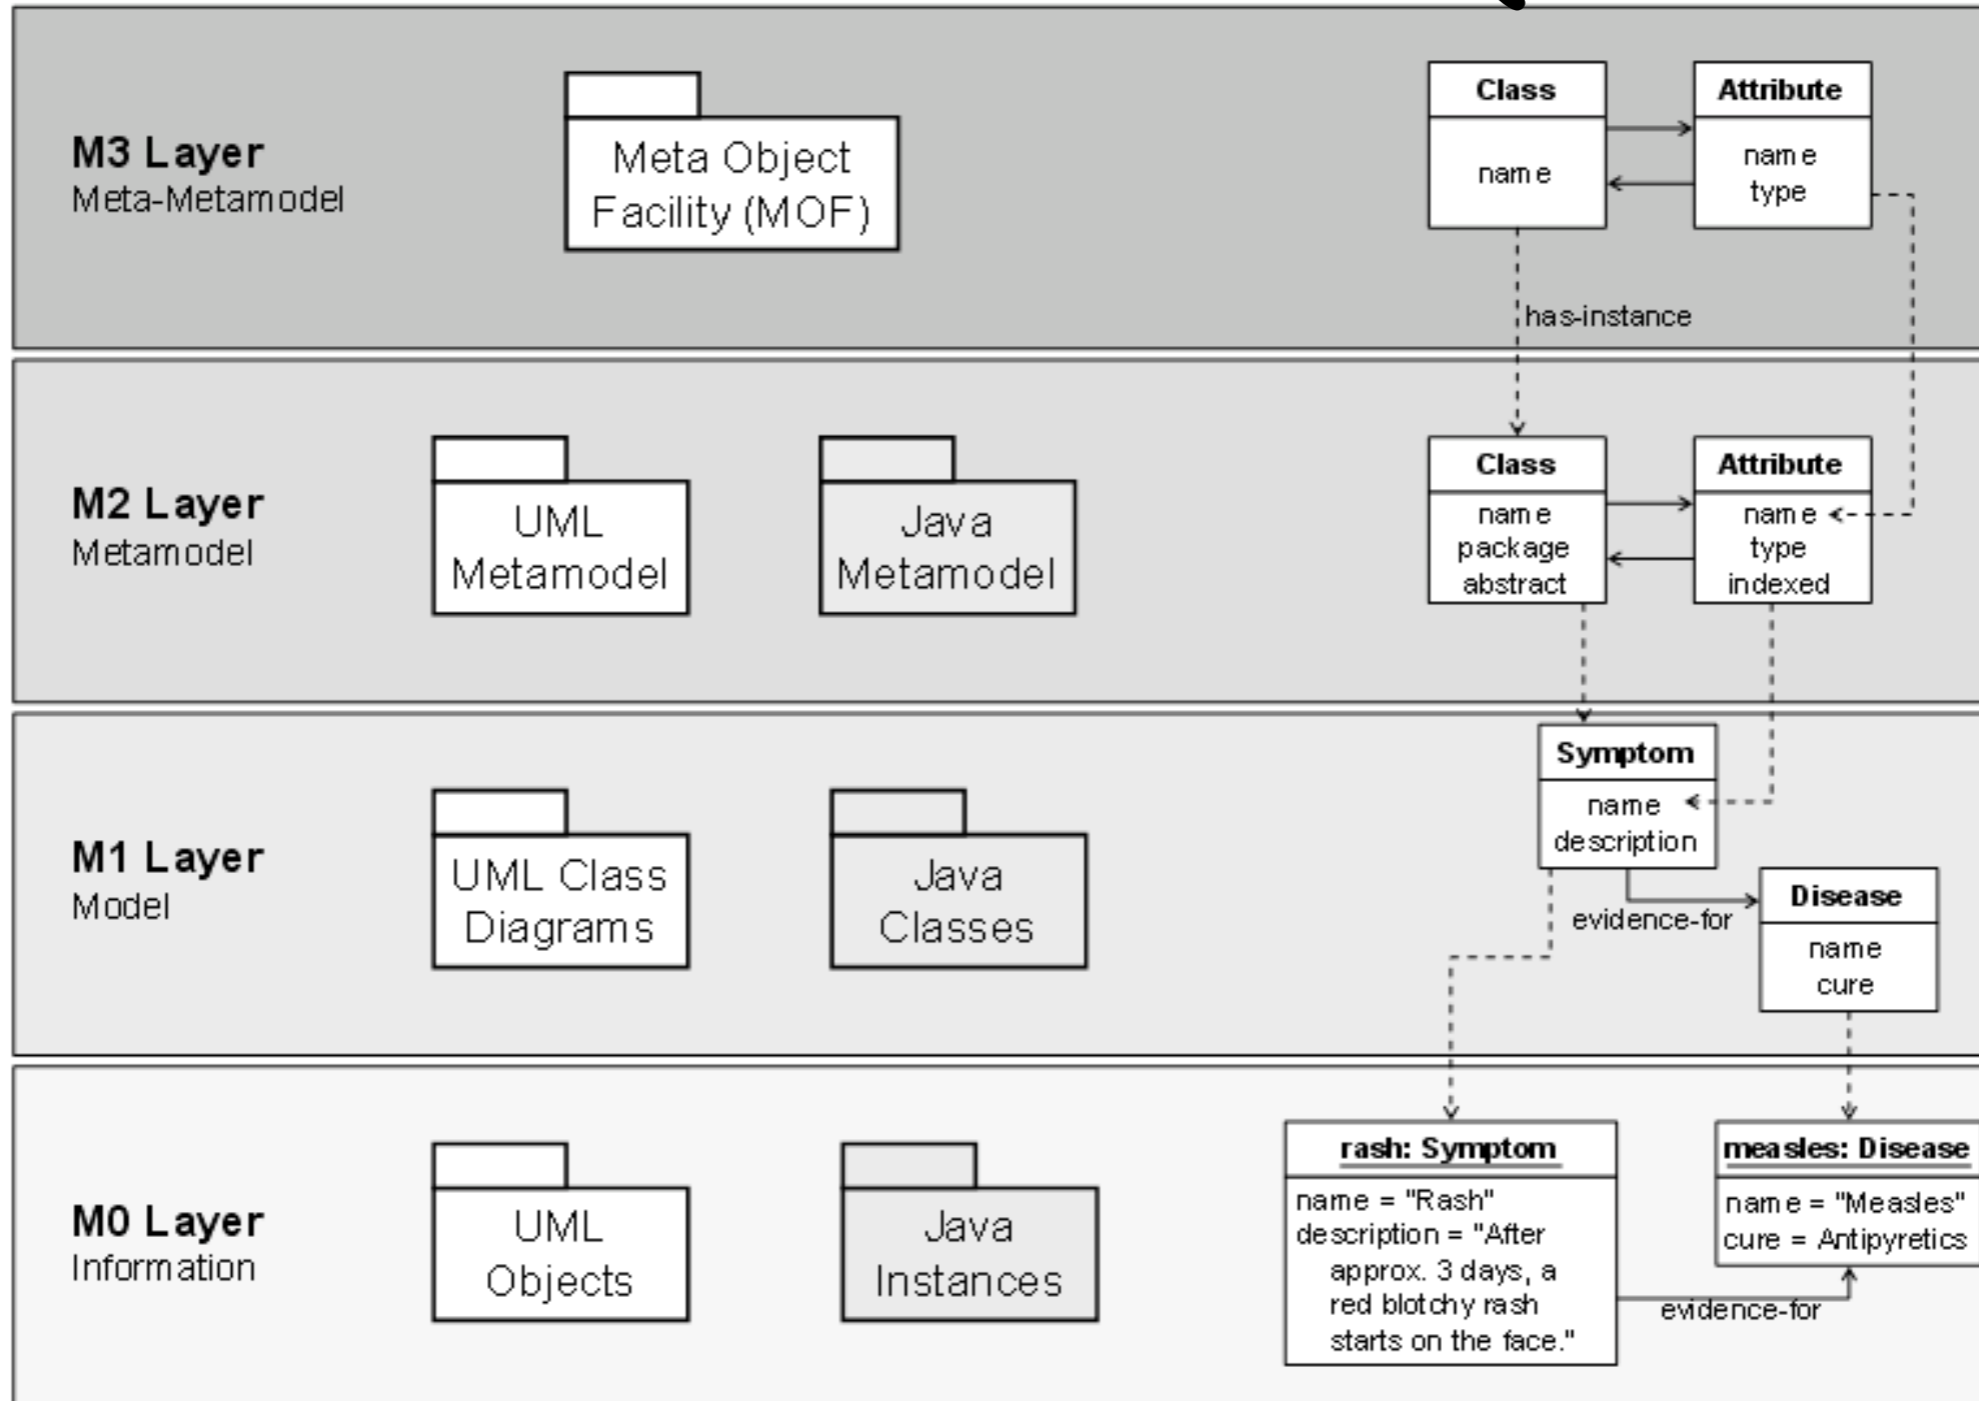 M3 Layer
Meta-Metamodel
Meta Object
Facility (MOF)
Class
name
Attribute
name
type
has-instance
M2 Layer
Metamodel
UML
Metamodel
Java
Metamodel
Class
name
package
abstract
Attribute
name
type
indexed
M1 Layer
Model
UML Class
Diagrams
Java
Classes
Symptom
name
description
evidence-for
Disease
name
cure
M0 Layer
Information
UML
Objects
Java
Instances
rash: Symptom
name = "Rash"
description = "After
approx. 3 days, a
red blotchy rash
starts on the face."
evidence-for
measles: Disease
name = "Measles"
cure = Antipyretics